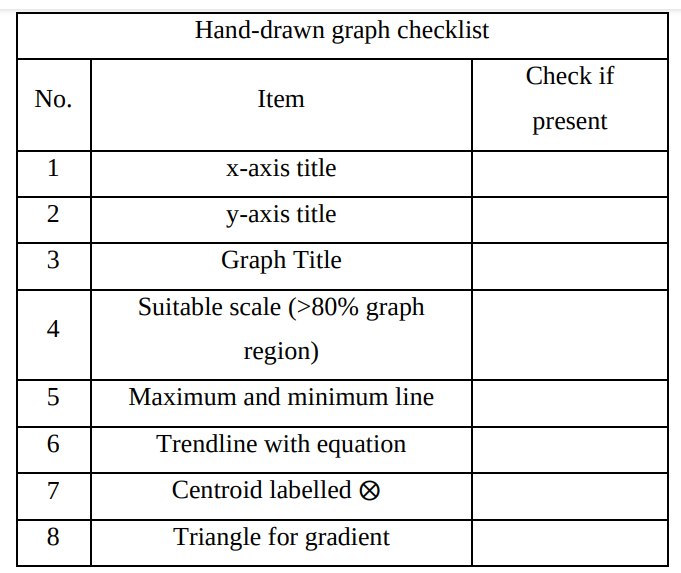 Hand-drawn graph checklist
No. Item Check if
present
1 x-axis title
2 y-axis title
3 Graph Title
4 Suitable scale (>80% graph
region)
5 Maximum and minimum line
6 Trendline with equation
7 Centroid labelled ⊗
8 Triangle for gradient